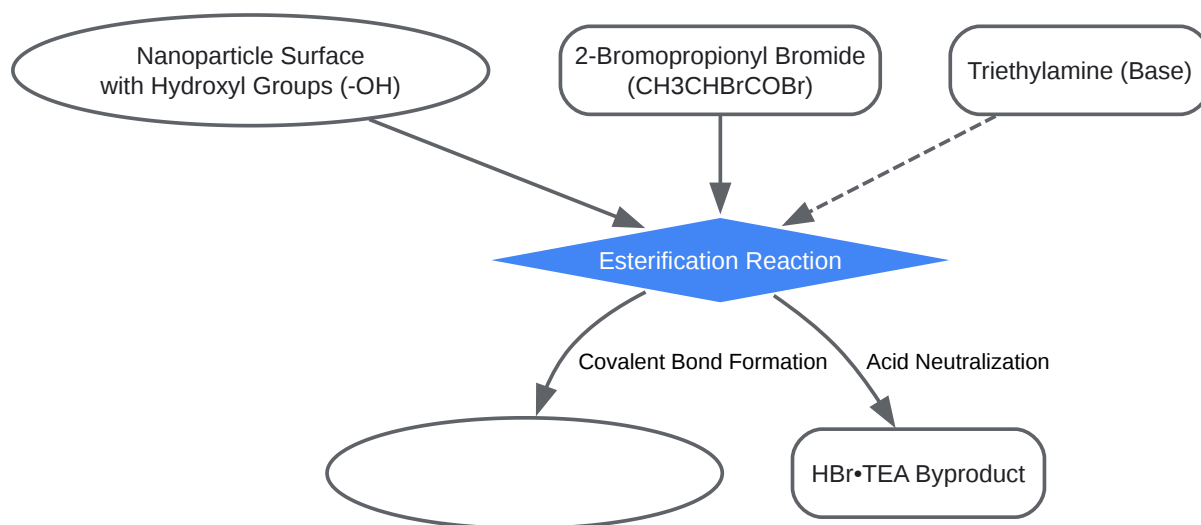 Nanoparticle Surface
with Hydroxyl Groups (-OH)
2-Bromopropionyl Bromide
(CH3CHBrCOBr)
Triethylamine (Base)
Esterification Reaction
Covalent Bond Formation
Acid Neutralization
HBr•TEA Byproduct